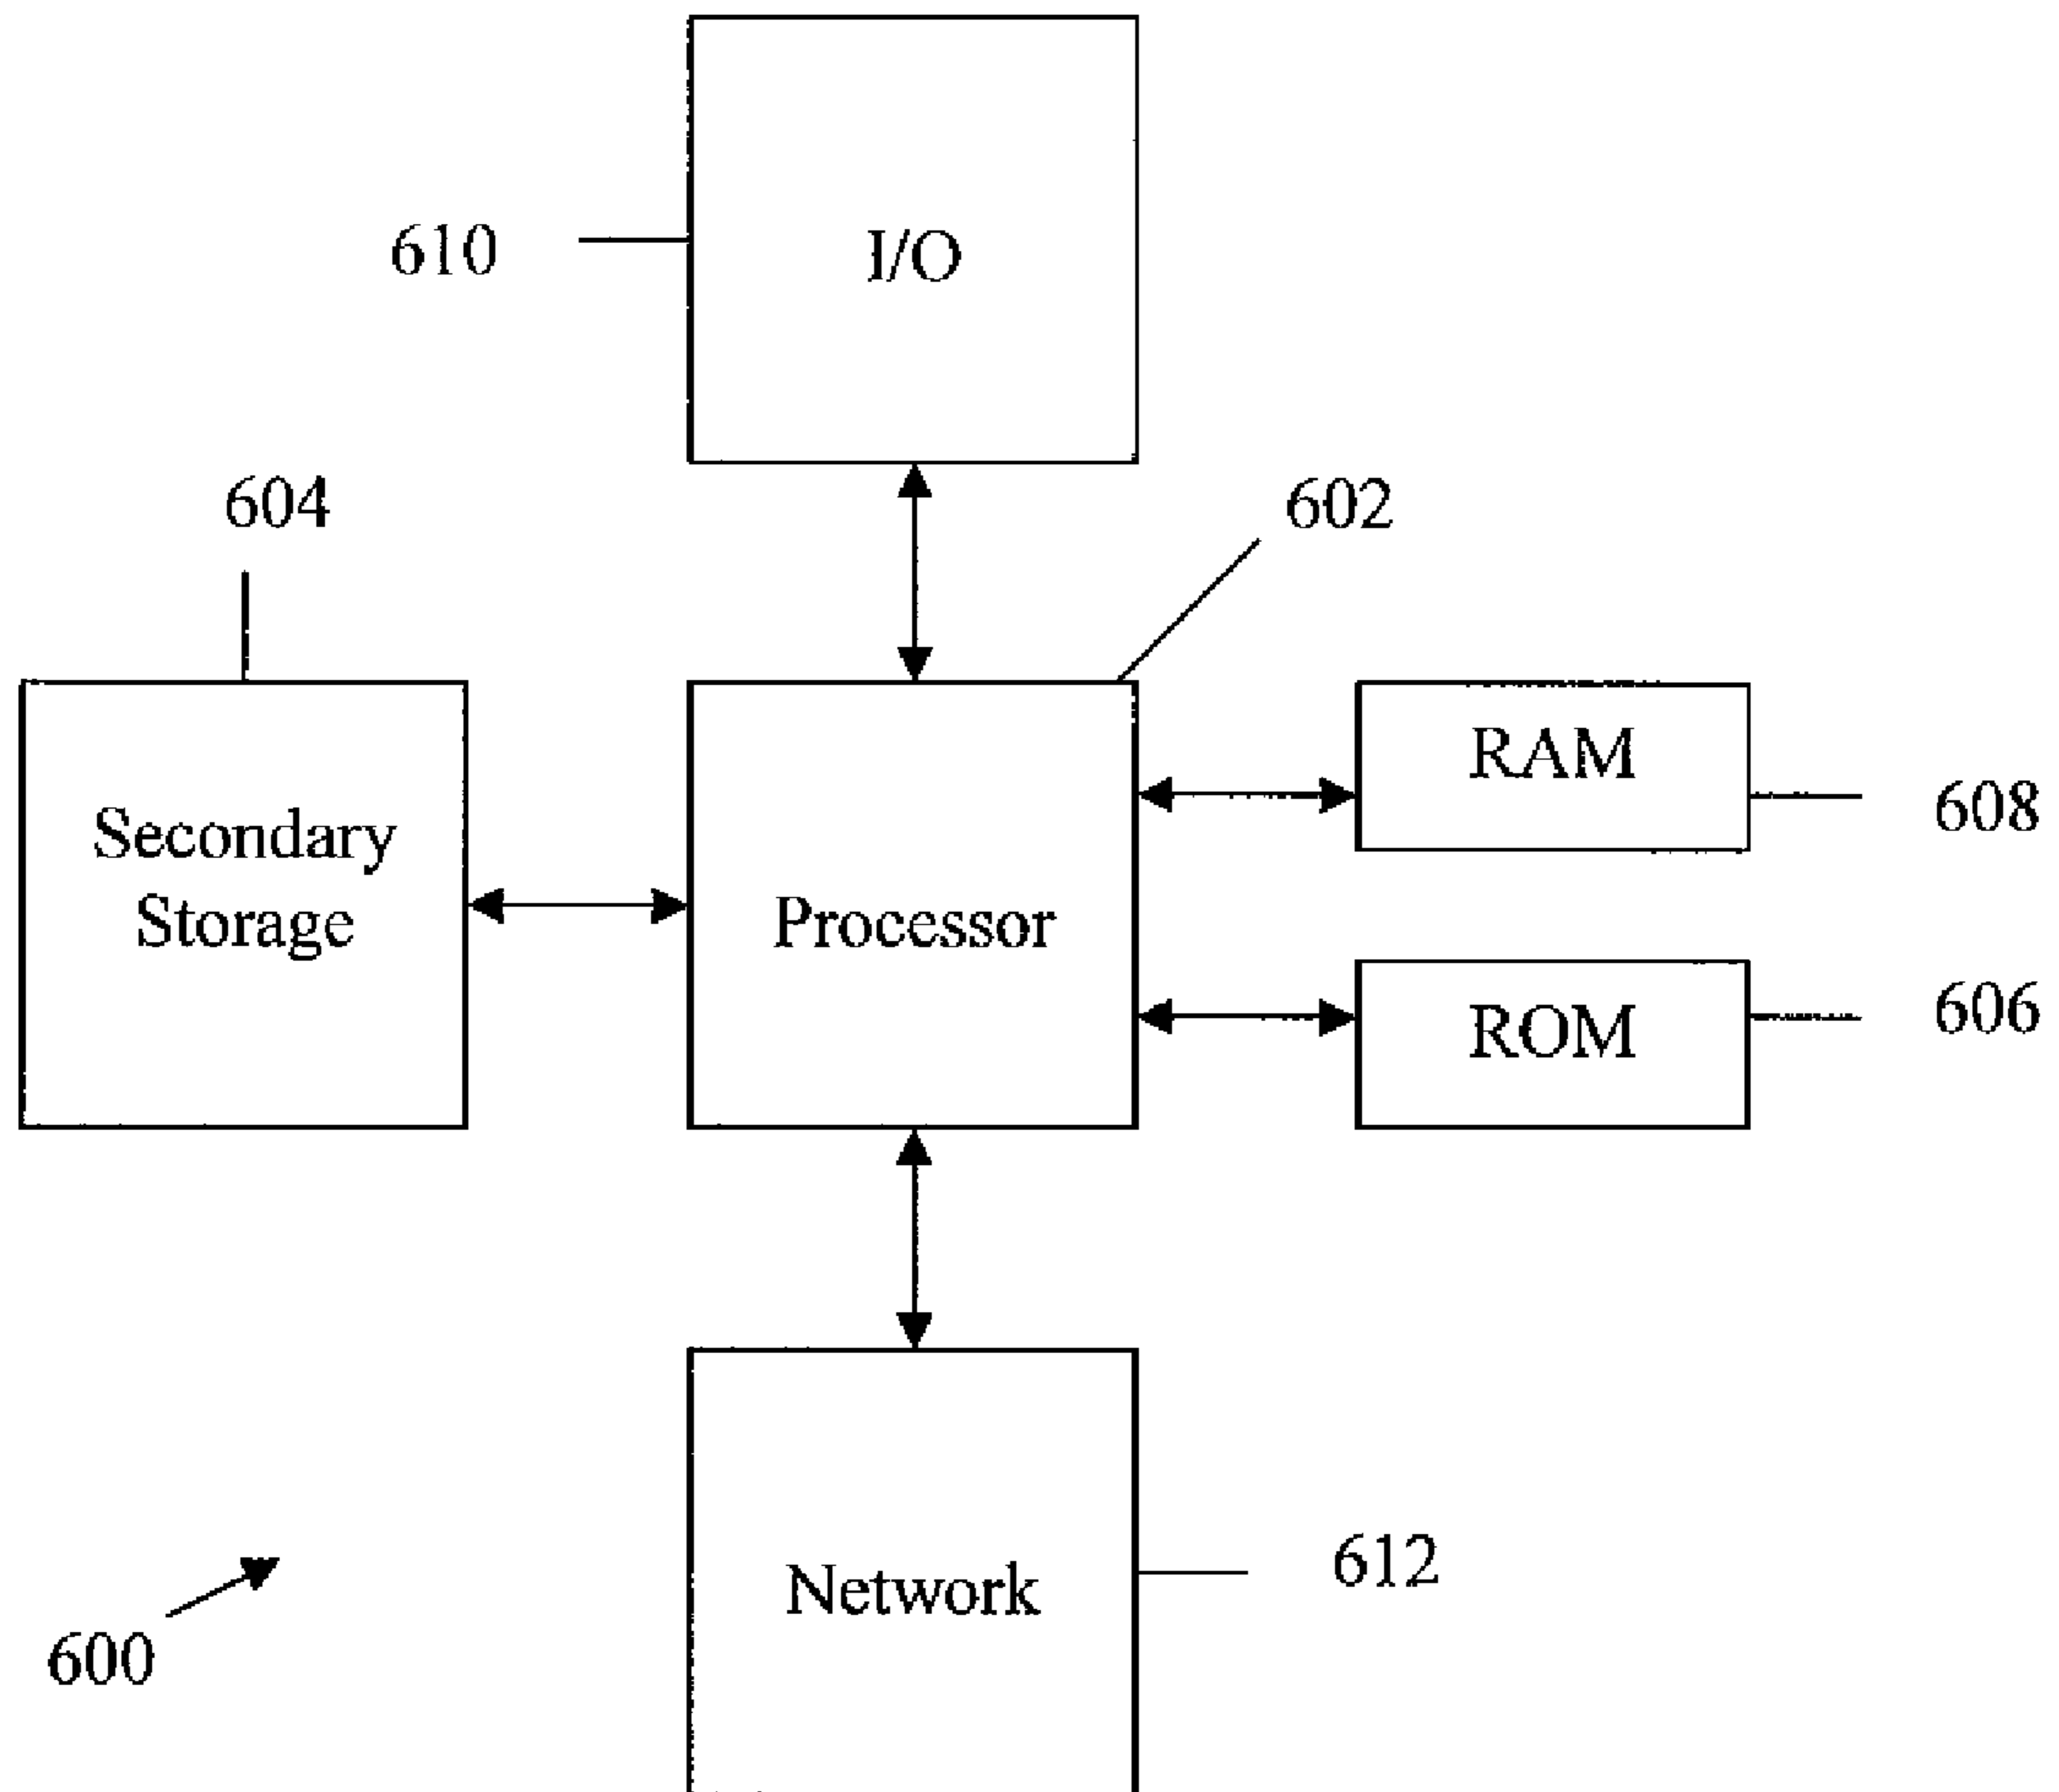 610
I/O
604
602
RAM
608
Secondary
Storage
Processor
606
ROM
612
Network
600